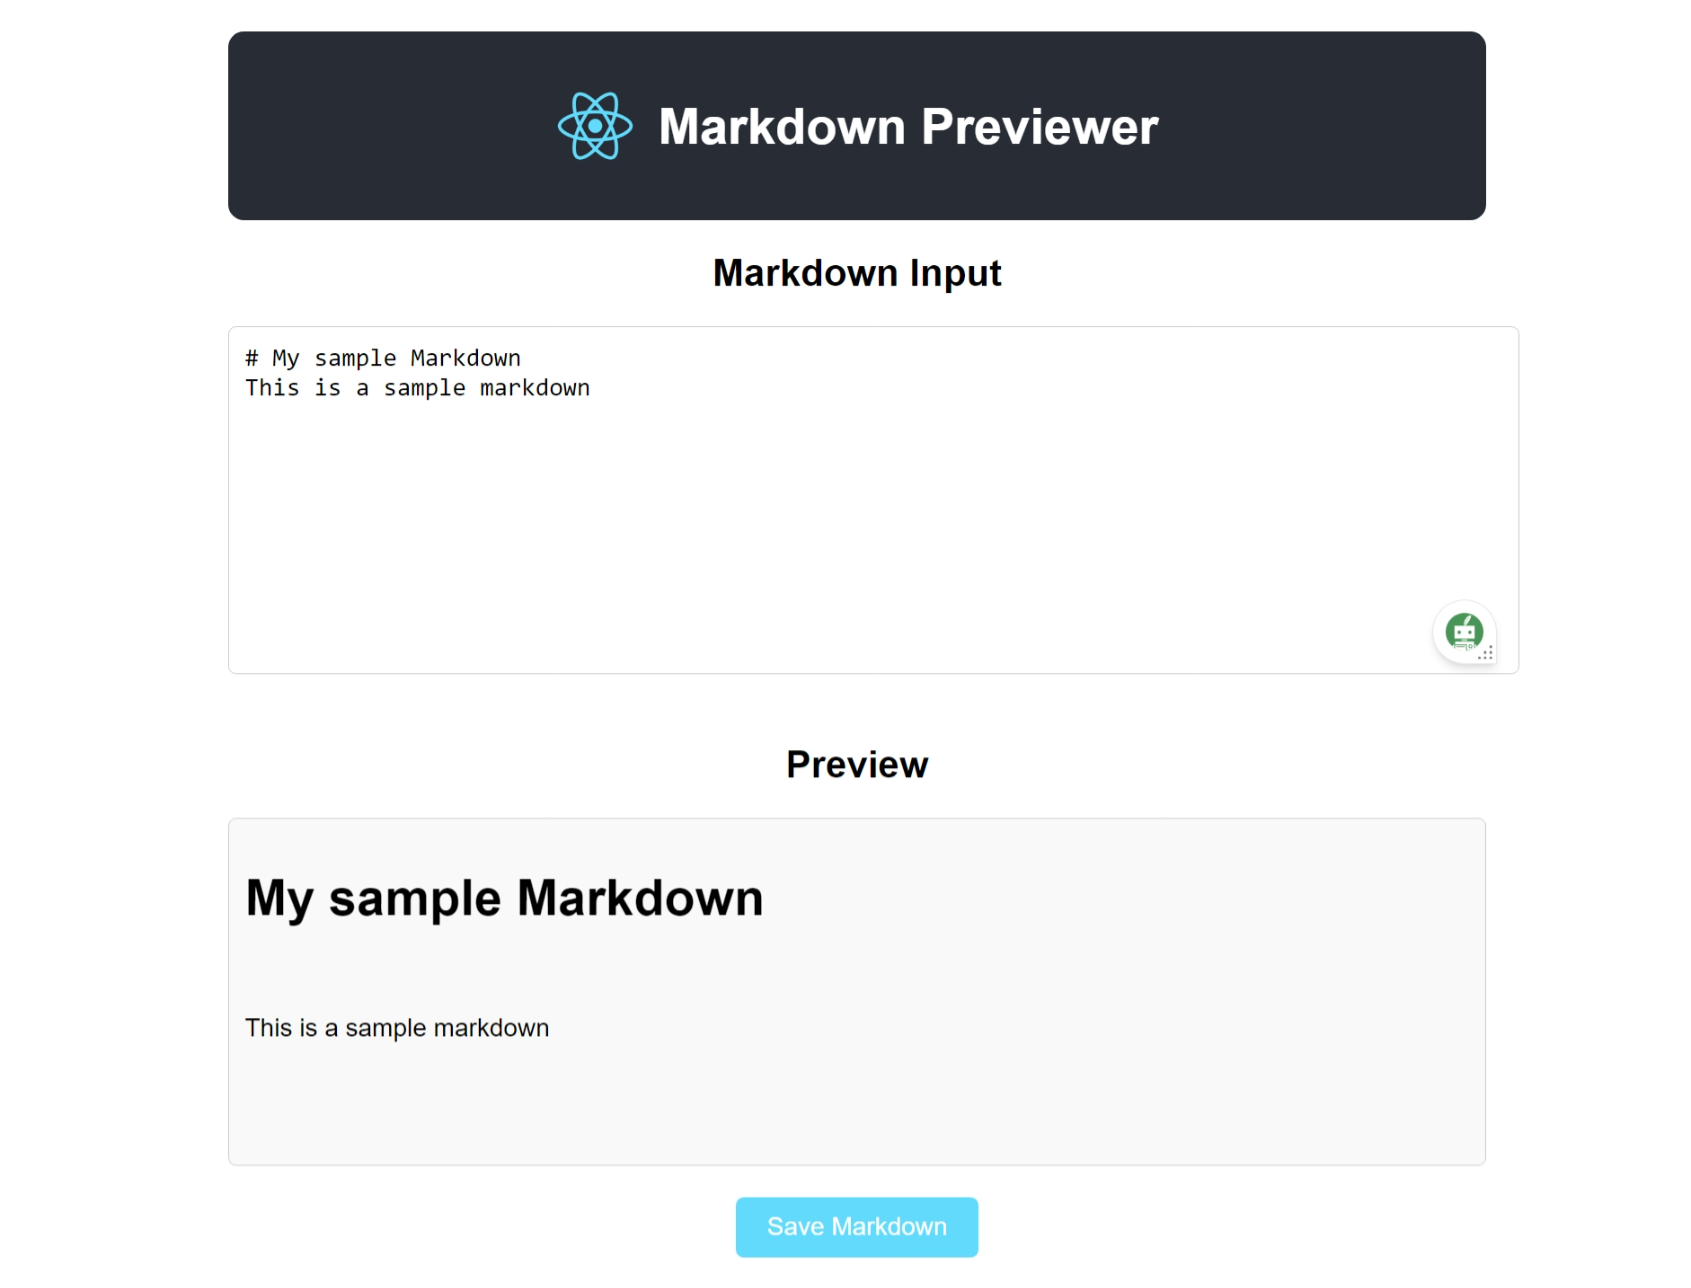 Markdown Previewer
Markdown Input
# My sample Markdown
This is a sample markdown
Preview
My sample Markdown
This is a sample markdown
Save Markdown